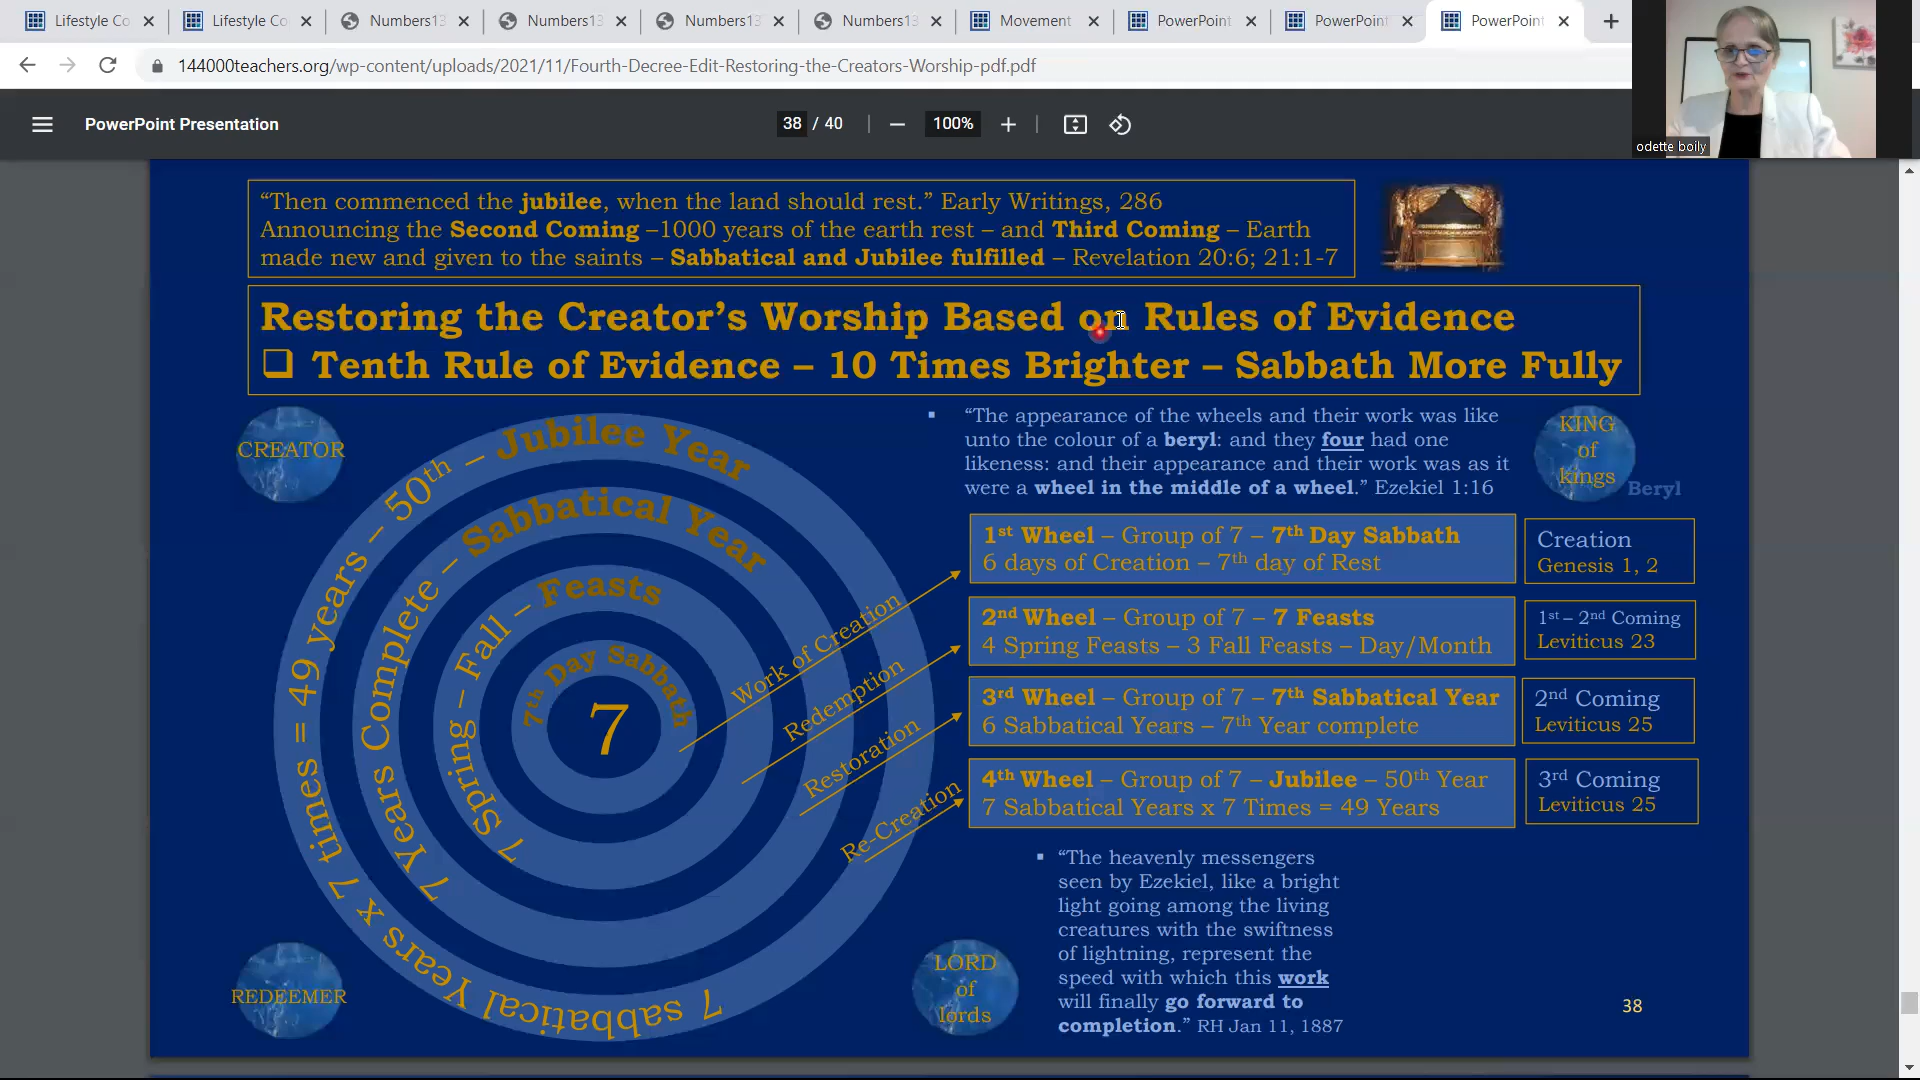 Lifestyle Co
Lifestyle Co
Numbers13
Numbers13
Numbers13
Numbers13
Movement
PowerPoint
PowerPoint
PowerPoint
144000teachers.org/wp-content/uploads/2021/11/Fourth-Decree-Edit-Restoring-the-Creators-Worship-pdf.pdf
PowerPoint Presentation
38 / 40
100%
odette boily
“Then commenced the jubilee, when the land should rest.” Early Writings, 286
Announcing the Second Coming –1000 years of the earth rest – and Third Coming – Earth
made new and given to the saints – Sabbatical and Jubilee fulfilled – Revelation 20:6; 21:1-7
Restoring the Creator’s Worship Based on Rules of Evidence
❑ Tenth Rule of Evidence – 10 Times Brighter – Sabbath More Fully
CREATOR
7 sabbatical Years x 7 times = 49 years – 50th – Jubilee Year
7 Years Complete – Sabbatical Year
7 Spring – Fall – Feasts
7th Day Sabbath
7
Work of Creation
Redemption
Restoration
Re-Creation
▪ “The appearance of the wheels and their work was like
unto the colour of a beryl: and they four had one
likeness: and their appearance and their work was as it
were a wheel in the middle of a wheel.” Ezekiel 1:16
KING
of
kings
Beryl
1st Wheel – Group of 7 – 7th Day Sabbath
6 days of Creation – 7th day of Rest
Creation
Genesis 1, 2
2nd Wheel – Group of 7 – 7 Feasts
4 Spring Feasts – 3 Fall Feasts – Day/Month
1st – 2nd Coming
Leviticus 23
3rd Wheel – Group of 7 – 7th Sabbatical Year
6 Sabbatical Years – 7th Year complete
2nd Coming
Leviticus 25
4th Wheel – Group of 7 – Jubilee – 50th Year
7 Sabbatical Years x 7 Times = 49 Years
3rd Coming
Leviticus 25
▪ “The heavenly messengers
seen by Ezekiel, like a bright
light going among the living
creatures with the swiftness
of lightning, represent the
speed with which this work
will finally go forward to
completion.” RH Jan 11, 1887
REDEEMER
LORD
of
lords
38